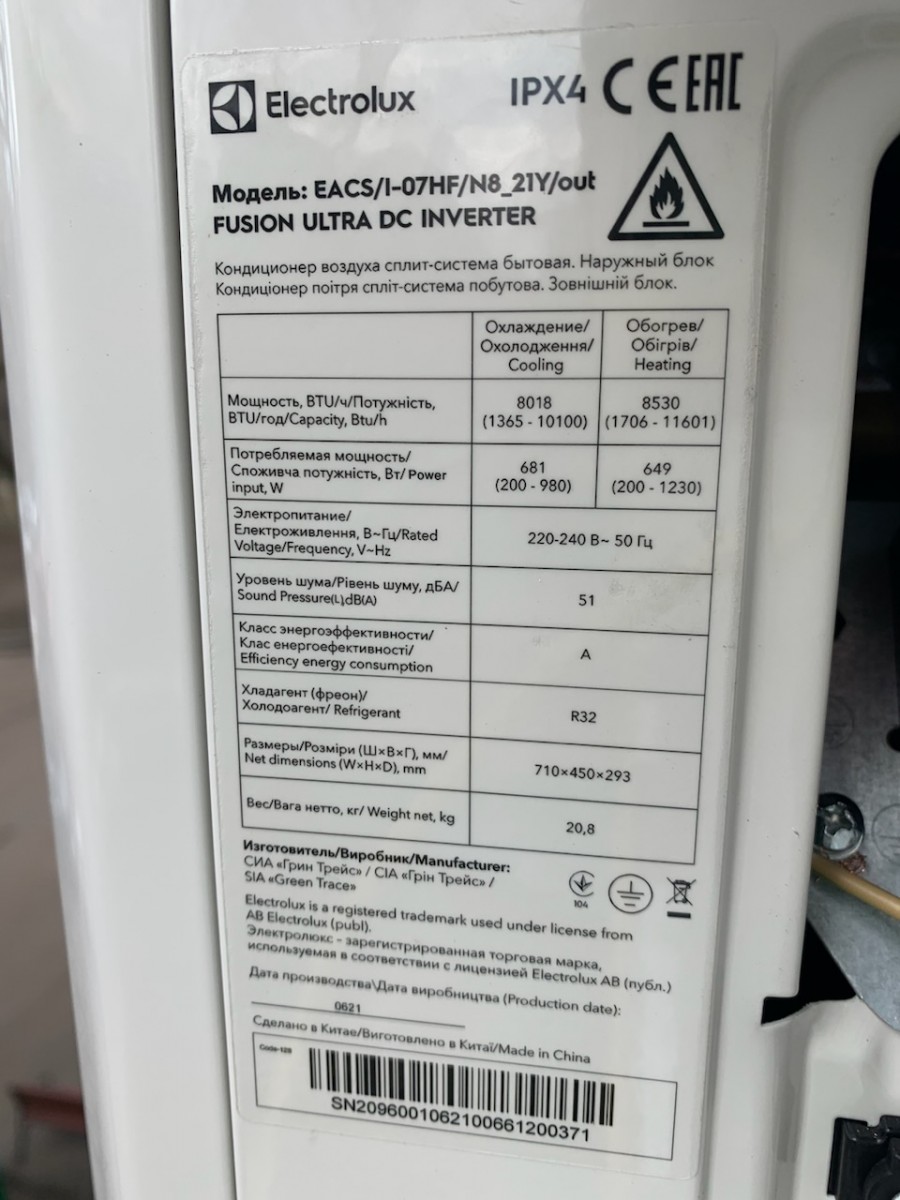 Electrolux IPX4 CE EAC
Модель: EACS/I-07HF/N8_21Y/out
FUSION ULTRA DC INVERTER
Кондиционер воздуха сплит-система бытовая. Наружный блок
Кондиціонер поітря спліт-система побутова. Зовнішній блок.
Охлаждение/
Охолодження/
Cooling
Обогрев/
Обігрів/
Heating
Мощность, BTU/ч/Потужність,
BTU/год/Capacity, Btu/h
8018
(1365 - 10100)
8530
(1706 - 11601)
Потребляемая мощность/
Споживча потужність, Вт/ Power
input, W
681
(200 - 980)
649
(200 - 1230)
Электропитание/
Електроживлення, В~Гц/Rated
Voltage/Frequency, V~Hz
220-240 В~ 50 Гц
Уровень шума/Рівень шуму, дБА/
Sound Pressure(L)dB(A)
51
Класс энергоэффективности/
Клас енергоефективності/
Efficiency energy consumption
A
Хладагент (фреон)/
Холодоагент/ Refrigerant
R32
Размеры/Розміри (Ш×В×Г), мм/
Net dimensions (W×H×D), mm
710×450×293
Вес/Вага нетто, кг/ Weight net, kg
20,8
Изготовитель/Виробник/Manufacturer:
СИА «Грин Трейс» / СІА «Грін Трейс» /
SIA «Green Trace»
104
Electrolux is a registered trademark used under license from
AB Electrolux (publ).
Электролюкс - зарегистрированная торговая марка,
используемая в соответствии с лицензией Electrolux AB (публ.)
Дата производства\Дата виробництва (Production date):
0621
Сделано в Китае/Виготовлено в Китаї/Made in China
Code-128
SN2096001062100661200371